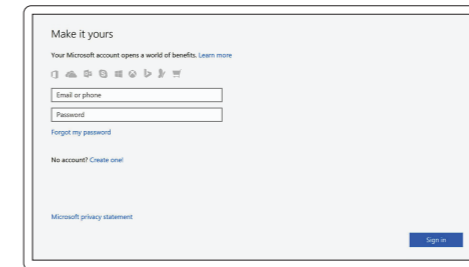 Make it yours
Your Microsoft account opens a world of benefits. Learn more
Email or phone
Password
Forgot my password
No account? Create one!
Microsoft privacy statement
Sign in